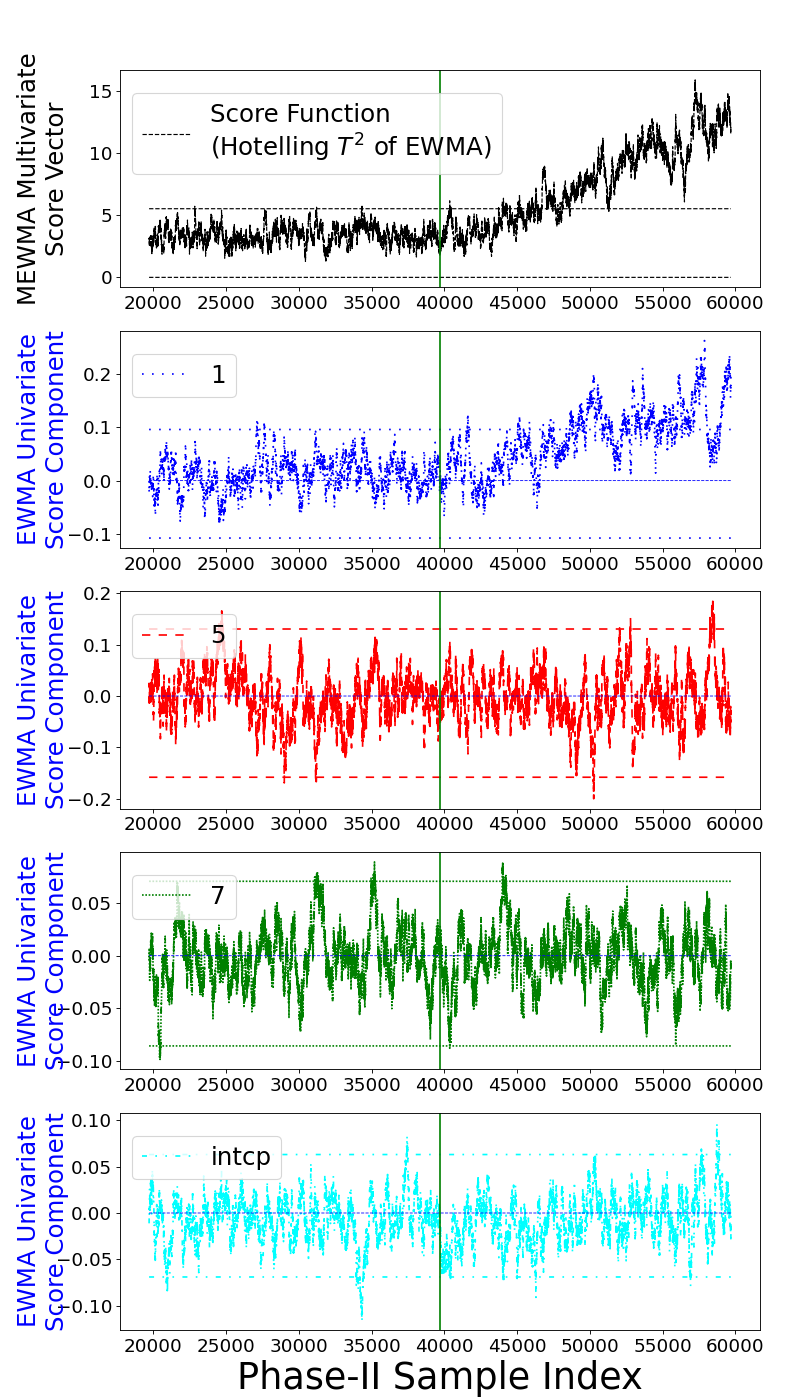 MEWMA Multivariate
Score Vector
15
10
5
0
Score Function
(Hotelling T² of EWMA)
20000 25000 30000 35000 40000 45000 50000 55000 60000
EWMA Univariate
Score Component
0.2
0.1
0.0
−0.1
1
20000 25000 30000 35000 40000 45000 50000 55000 60000
EWMA Univariate
Score Component
0.2
0.1
0.0
−0.1
−0.2
5
20000 25000 30000 35000 40000 45000 50000 55000 60000
EWMA Univariate
Score Component
0.05
0.00
−0.05
−0.10
7
20000 25000 30000 35000 40000 45000 50000 55000 60000
EWMA Univariate
Score Component
0.10
0.05
0.00
−0.05
−0.10
intcp
20000 25000 30000 35000 40000 45000 50000 55000 60000
Phase-II Sample Index